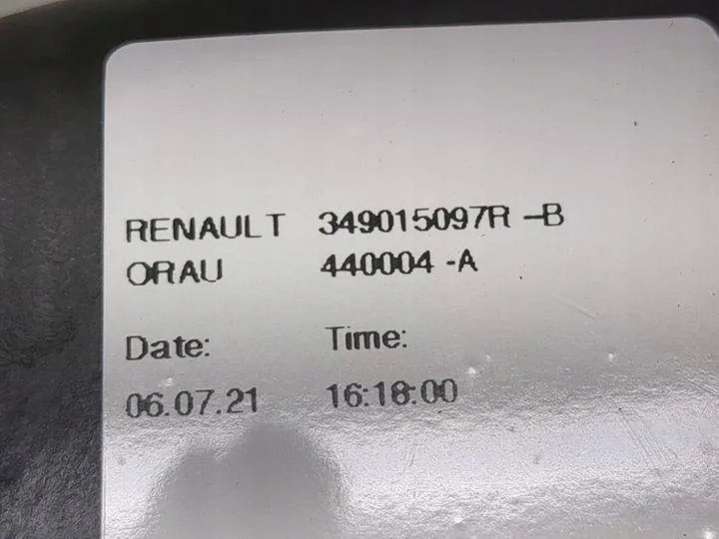 RENAULT 349015097R -B
ORAU 440004 -A
Date: Time:
06.07.21 16:18:00